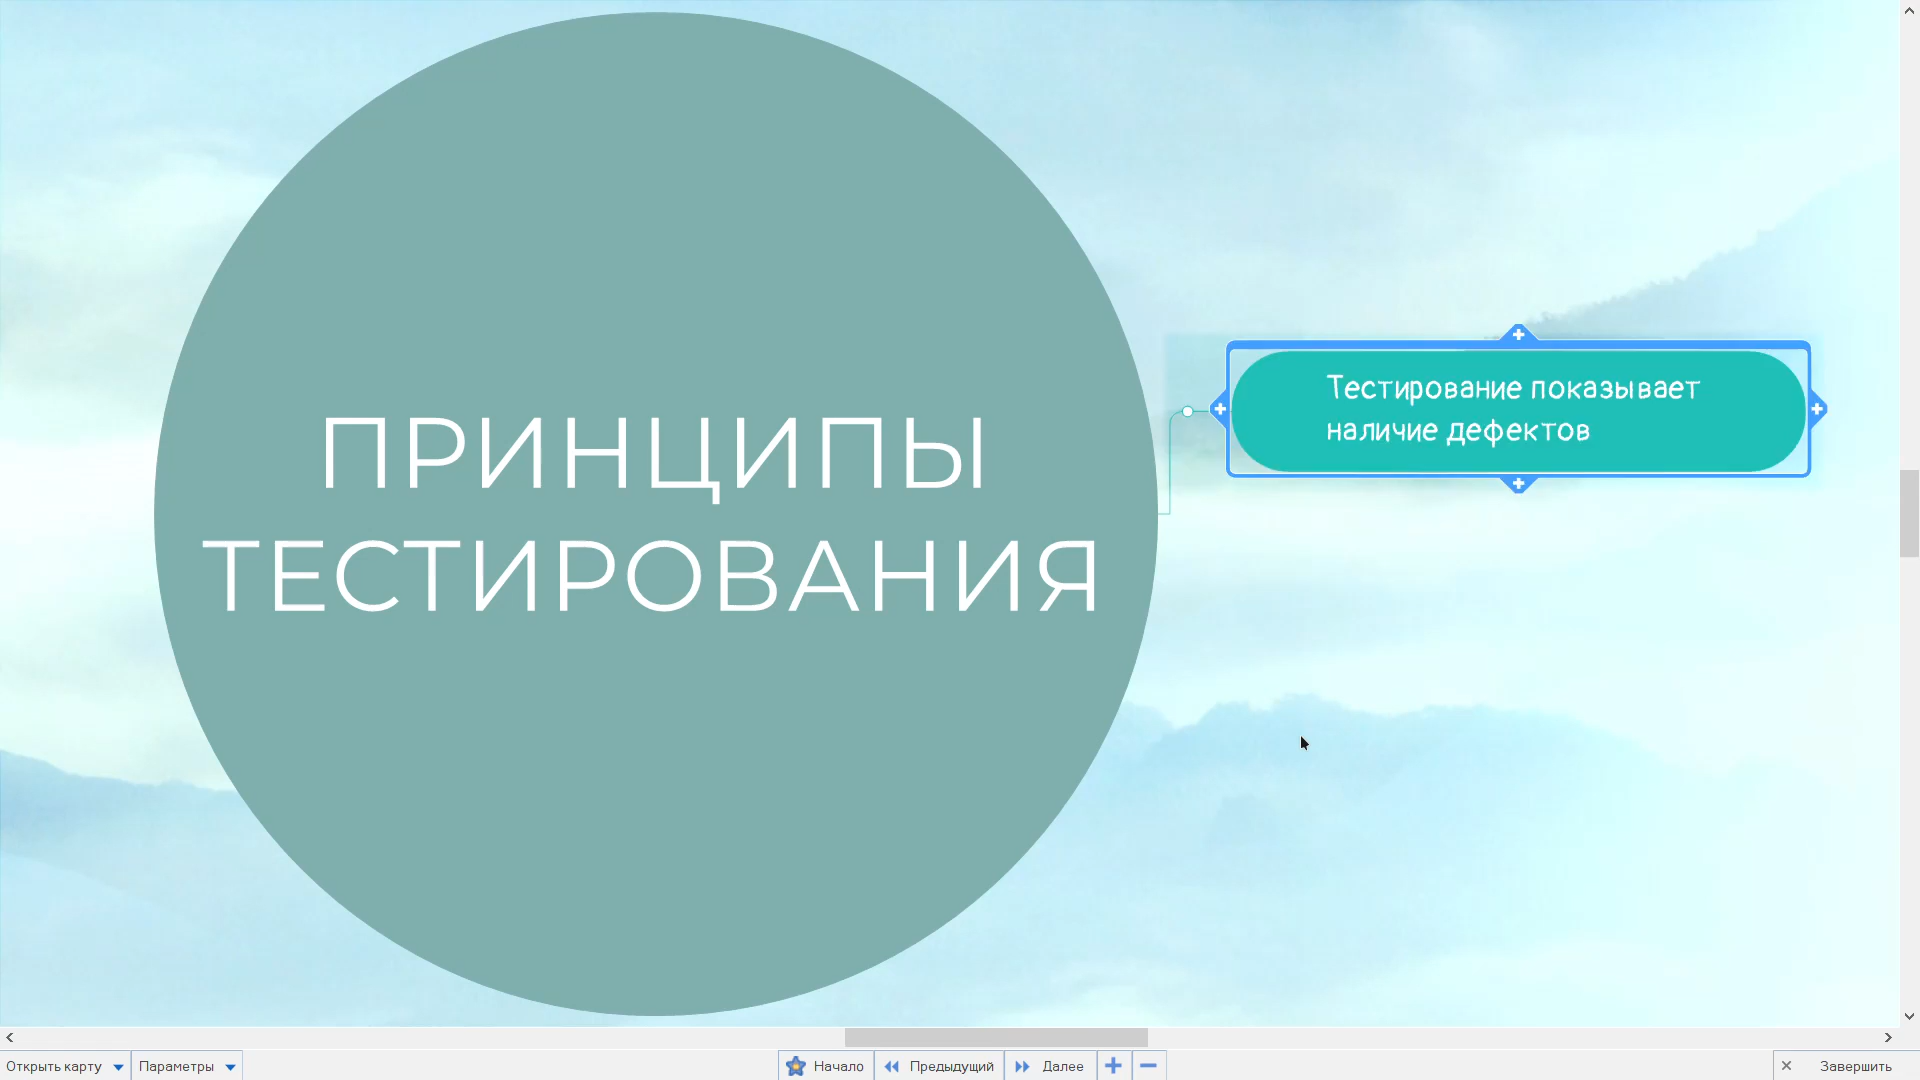 ПРИНЦИПЫ
ТЕСТИРОВАНИЯ
Тестирование показывает
наличие дефектов
Открыть карту
Параметры
Начало
Предыдущий
Далее
Завершить